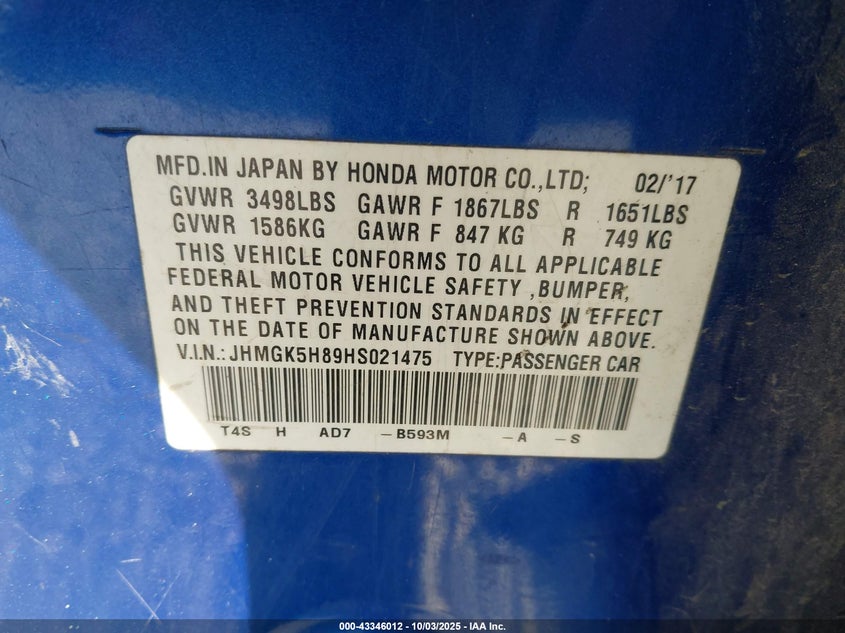 MFD.IN JAPAN BY HONDA MOTOR CO.,LTD; 02/'17
GVWR 3498LBS GAWR F 1867LBS R 1651LBS
GVWR 1586KG GAWR F 847 KG R 749 KG
THIS VEHICLE CONFORMS TO ALL APPLICABLE
FEDERAL MOTOR VEHICLE SAFETY ,BUMPER,
AND THEFT PREVENTION STANDARDS IN EFFECT
ON THE DATE OF MANUFACTURE SHOWN ABOVE.
V.I.N.:JHMGK5H89HS021475 TYPE:PASSENGER CAR
T4S H AD7 -B593M -A -S
000-43346012 - 10/03/2025 - IAA Inc.